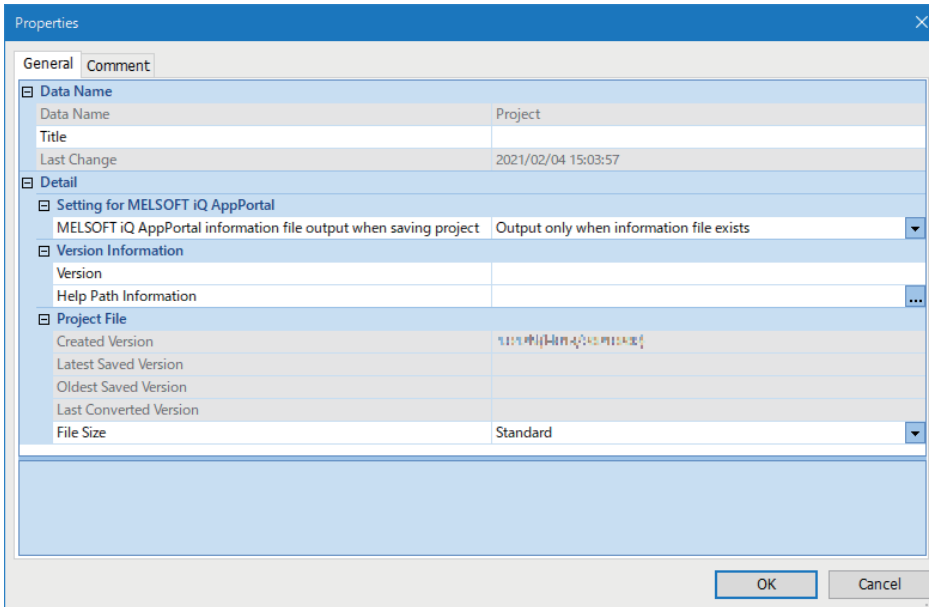 Properties
General Comment
Data Name
Data Name Project
Title
Last Change 2021/02/04 15:03:57
Detail
Setting for MELSOFT iQ AppPortal
MELSOFT iQ AppPortal information file output when saving project Output only when information file exists
Version Information
Version
Help Path Information ...
Project File
Created Version
Latest Saved Version
Oldest Saved Version
Last Converted Version
File Size Standard
OK Cancel